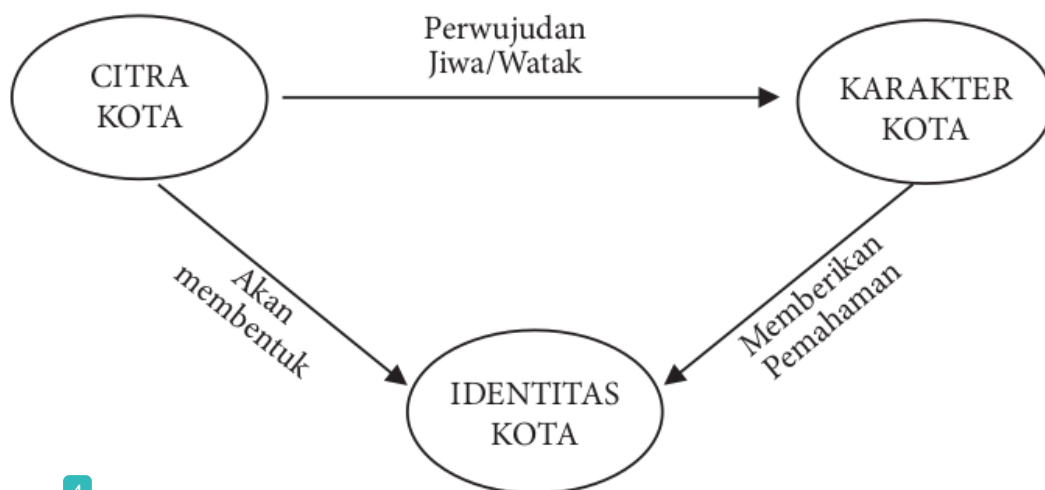 Perwujudan
Jiwa/Watak
CITRA
KOTA
KARAKTER
KOTA
Akan
membentuk
Memberikan
Pemahaman
IDENTITAS
KOTA